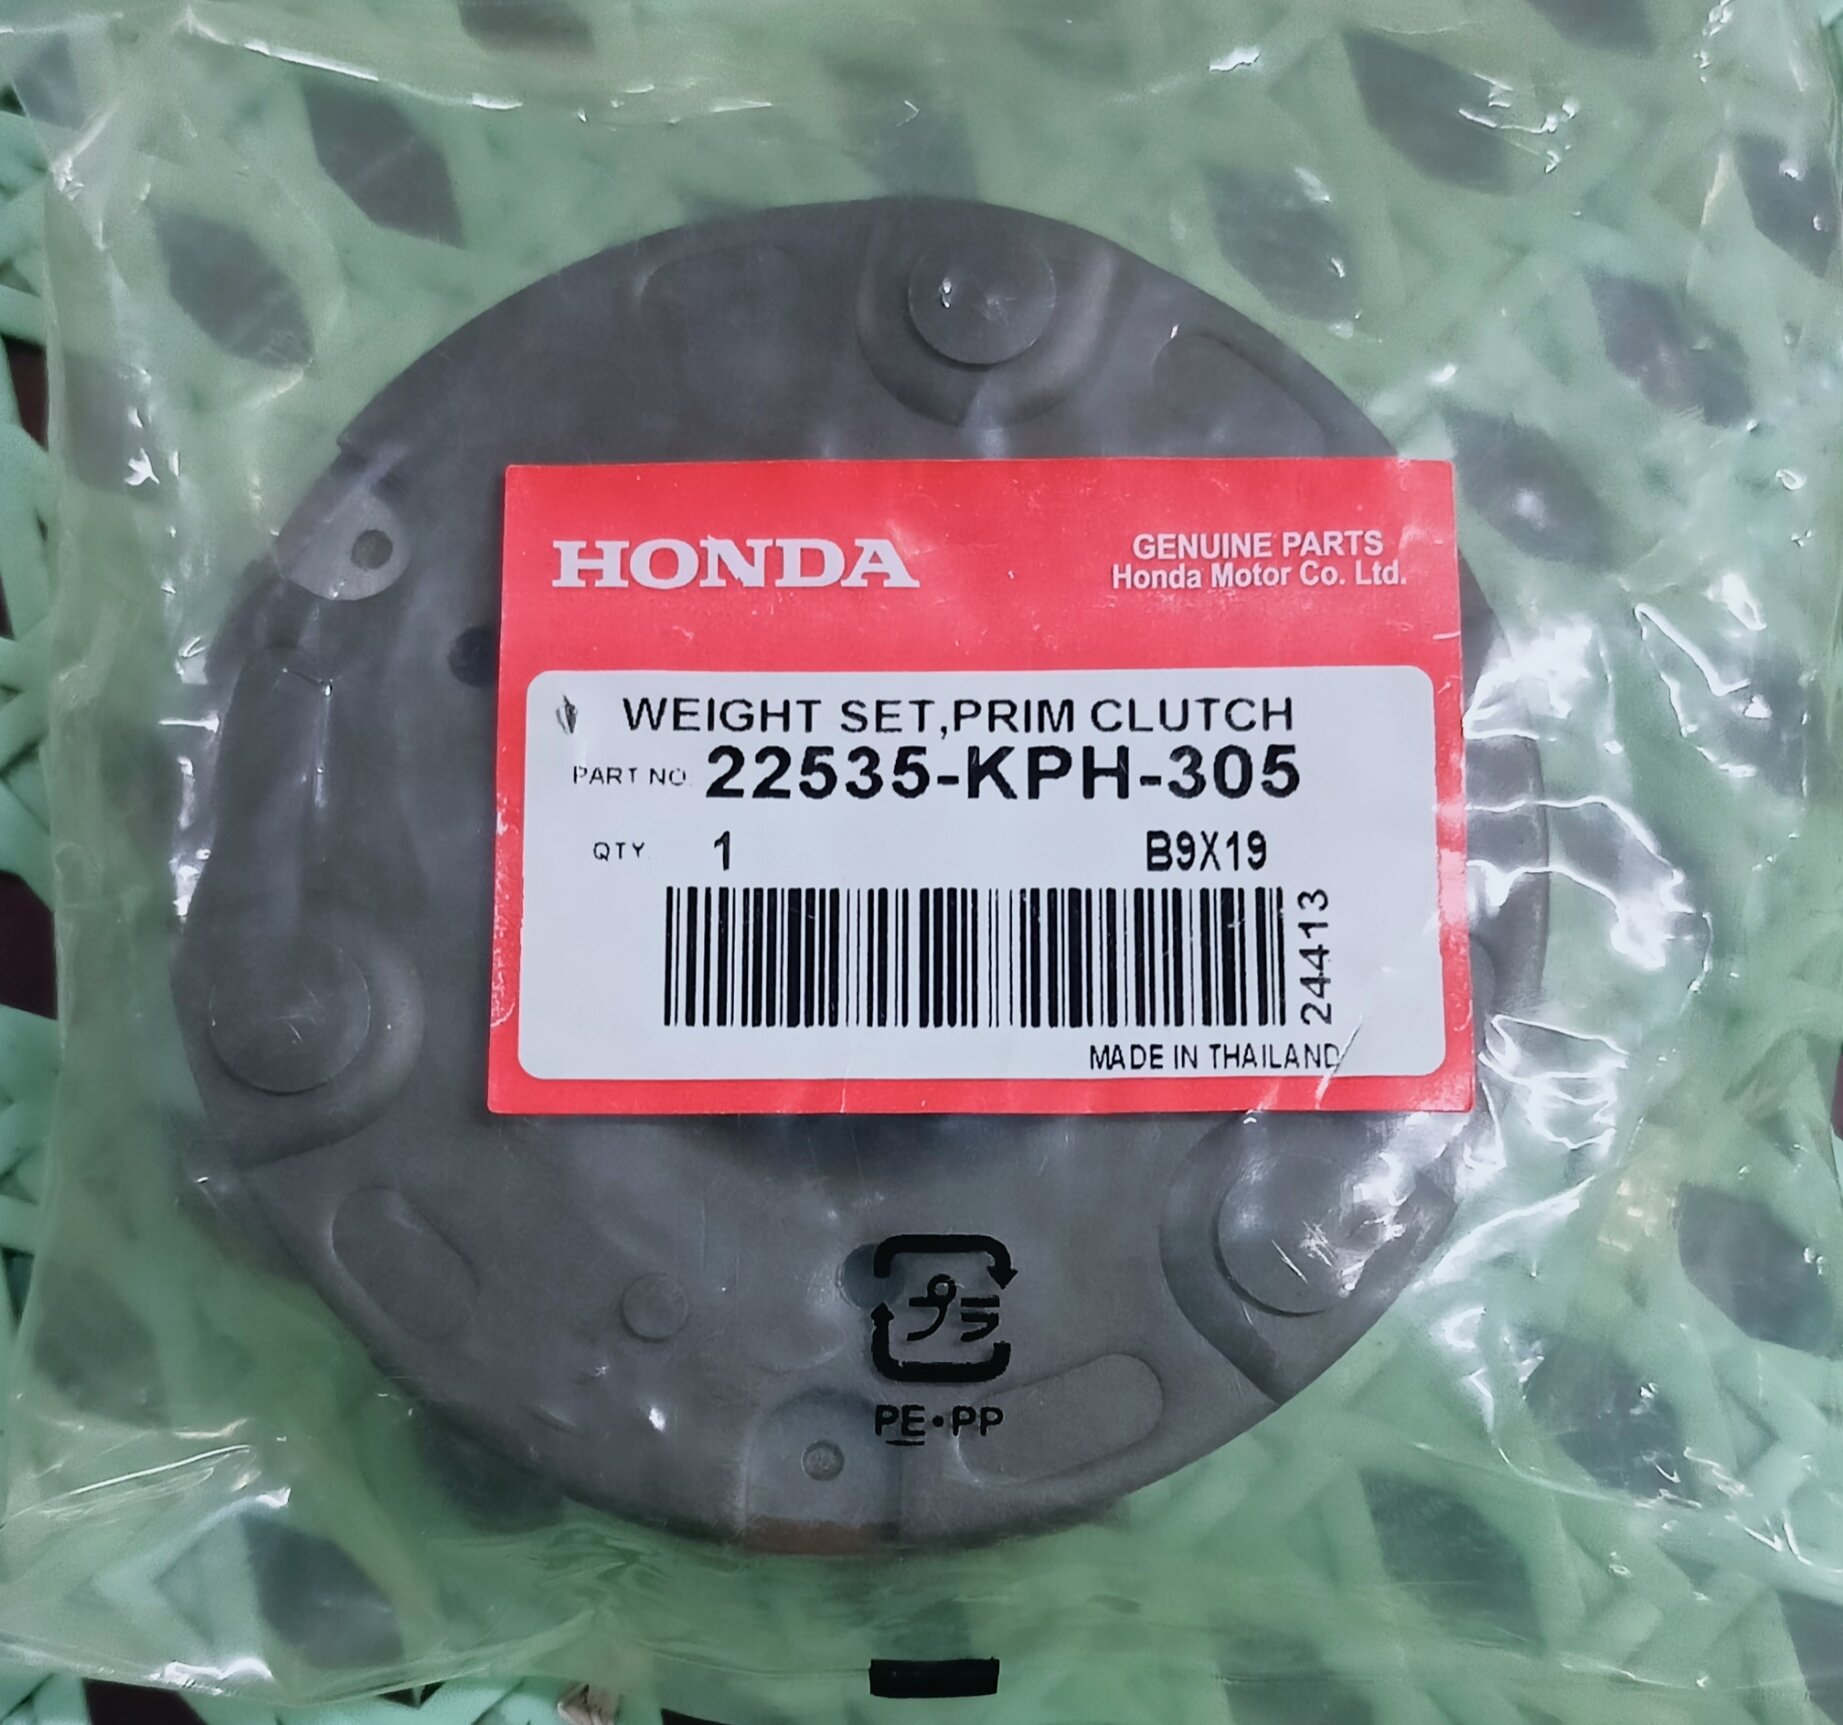 HONDA
GENUINE PARTS
Honda Motor Co. Ltd.
WEIGHT SET,PRIM CLUTCH
PART NO. 22535-KPH-305
QTY. 1 B9X19
24413
MADE IN THAILAND
プラ
PE・PP